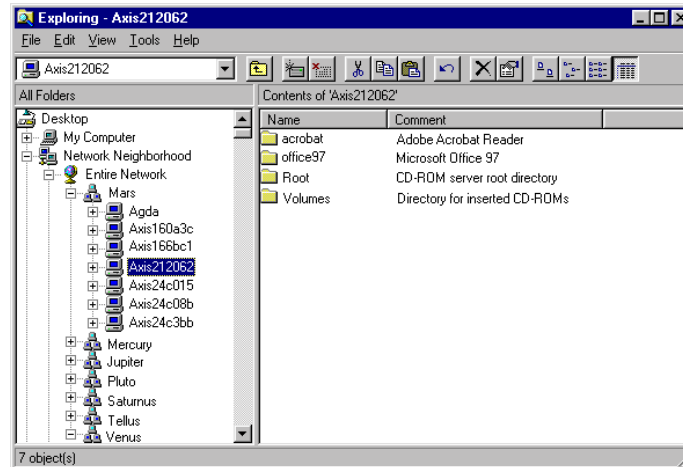 Exploring - Axis212062
File Edit View Tools Help
Axis212062
All Folders
Contents of 'Axis212062'
Desktop
My Computer
Network Neighborhood
Entire Network
Mars
Agda
Axis160a3c
Axis166bc1
Axis212062
Axis24c015
Axis24c08b
Axis24c3bb
Mercury
Jupiter
Pluto
Saturnus
Tellus
Venus
Name Comment
acrobat Adobe Acrobat Reader
office97 Microsoft Office 97
Root CD-ROM server root directory
Volumes Directory for inserted CD-ROMs
7 object(s)